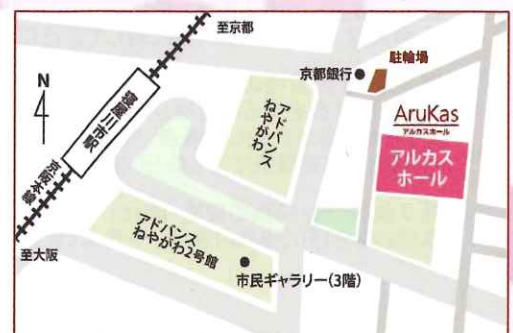 至京都
N
寝屋川市駅
京阪本線
至大阪
アドバンス
ねやがわ
京都銀行
駐輪場
AruKas
アルカスホール
アルカス
ホール
アドバンス
ねやがわ2号館
市民ギャラリー(3階)